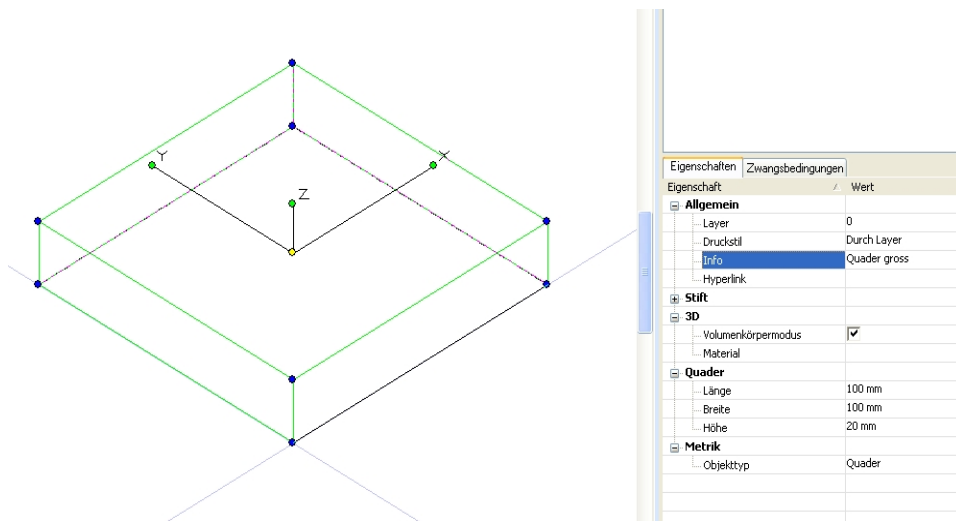 Y
X
Z
Eigenschaften Zwangsbedingungen
Eigenschaft Wert
Allgemein
Layer 0
Druckstil Durch Layer
Info Quader gross
Hyperlink
Stift
3D
Volumenkörpermodus
Material
Quader
Länge 100 mm
Breite 100 mm
Höhe 20 mm
Metrik
Objekttyp Quader